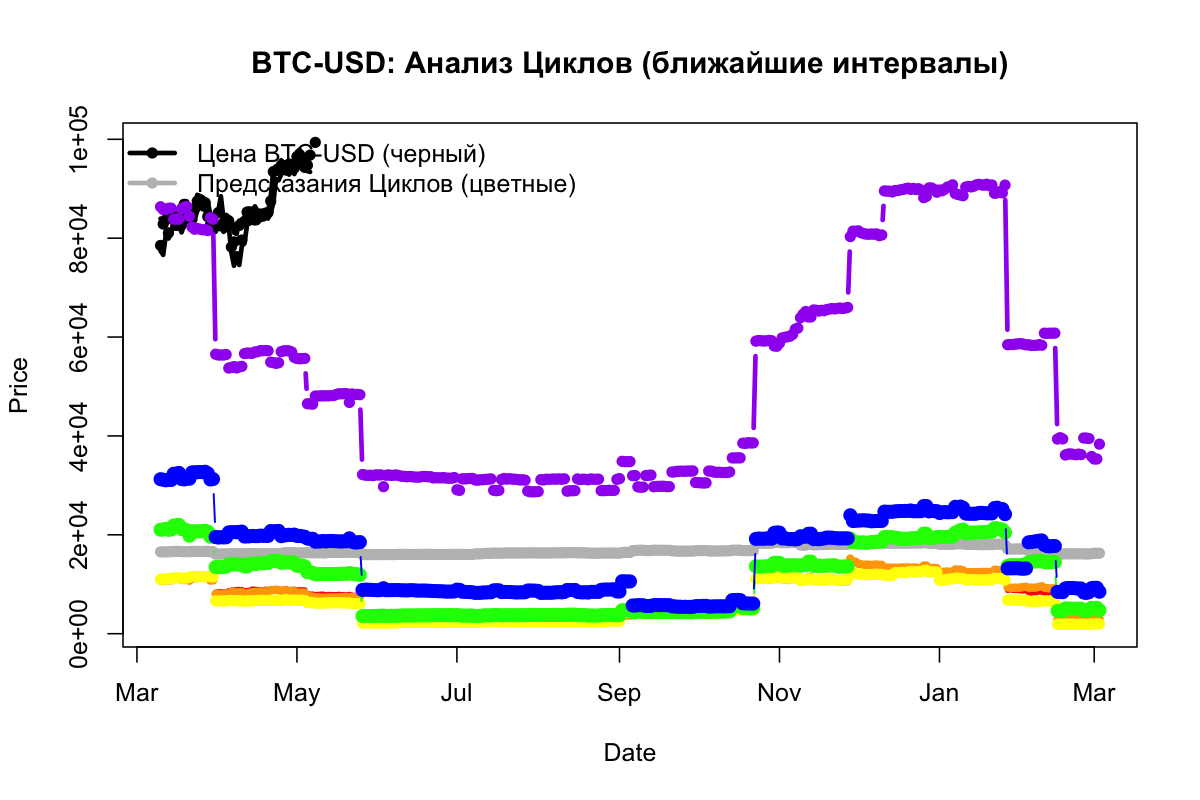 BTC-USD: Анализ Циклов (ближайшие интервалы)
Цена BTC-USD (черный)
Предсказания Циклов (цветные)
Price
1e+05
8e+04
6e+04
4e+04
2e+04
0e+00
Mar May Jul Sep Nov Jan Mar
Date